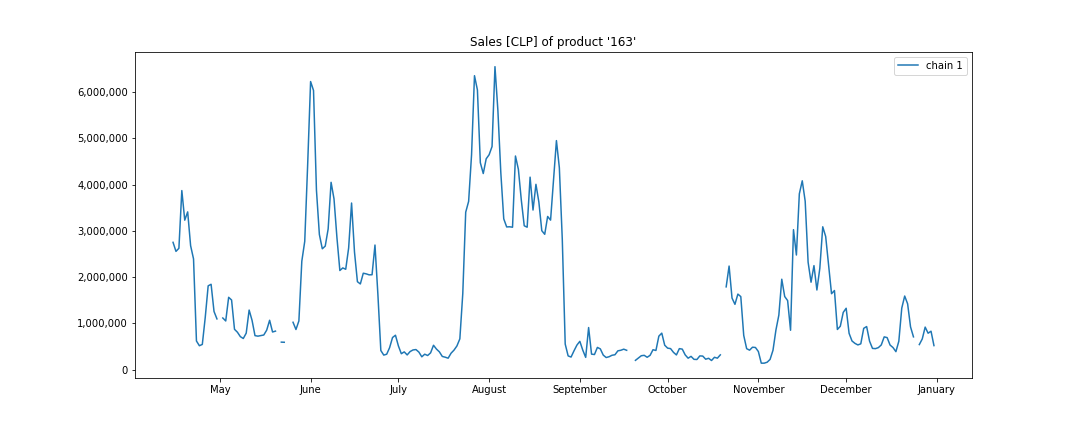 Sales [CLP] of product '163'
chain 1
6,000,000
5,000,000
4,000,000
3,000,000
2,000,000
1,000,000
0
May June July August September October November December January